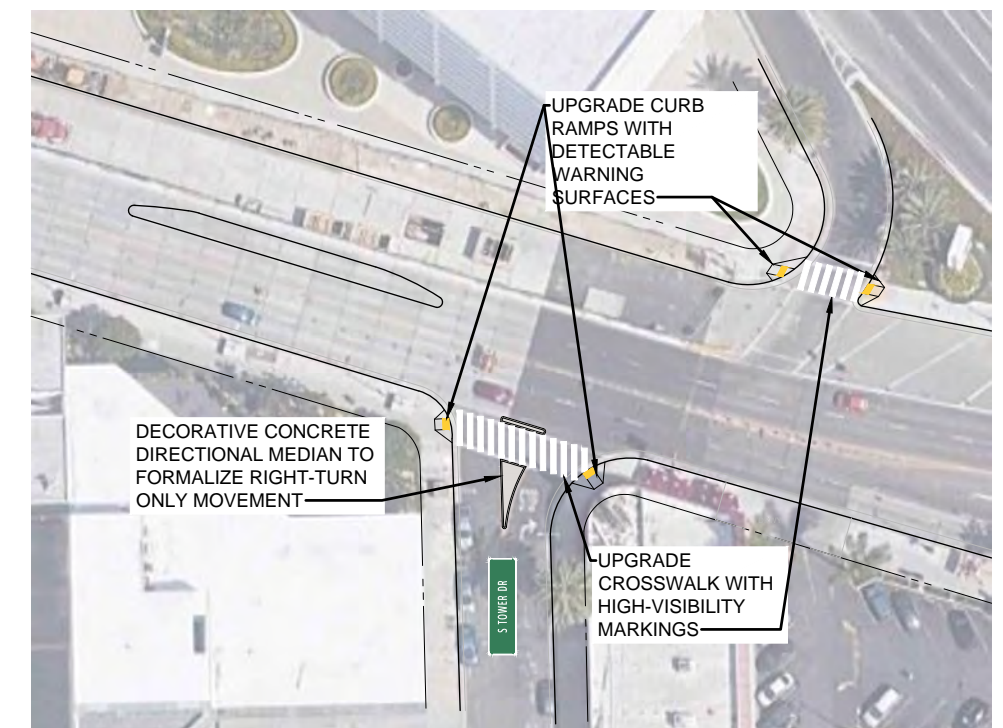 UPGRADE CURB
RAMPS WITH
DETECTABLE
WARNING
SURFACES
DECORATIVE CONCRETE
DIRECTIONAL MEDIAN TO
FORMALIZE RIGHT-TURN
ONLY MOVEMENT
UPGRADE
CROSSWALK WITH
HIGH-VISIBILITY
MARKINGS
S TOWER DR